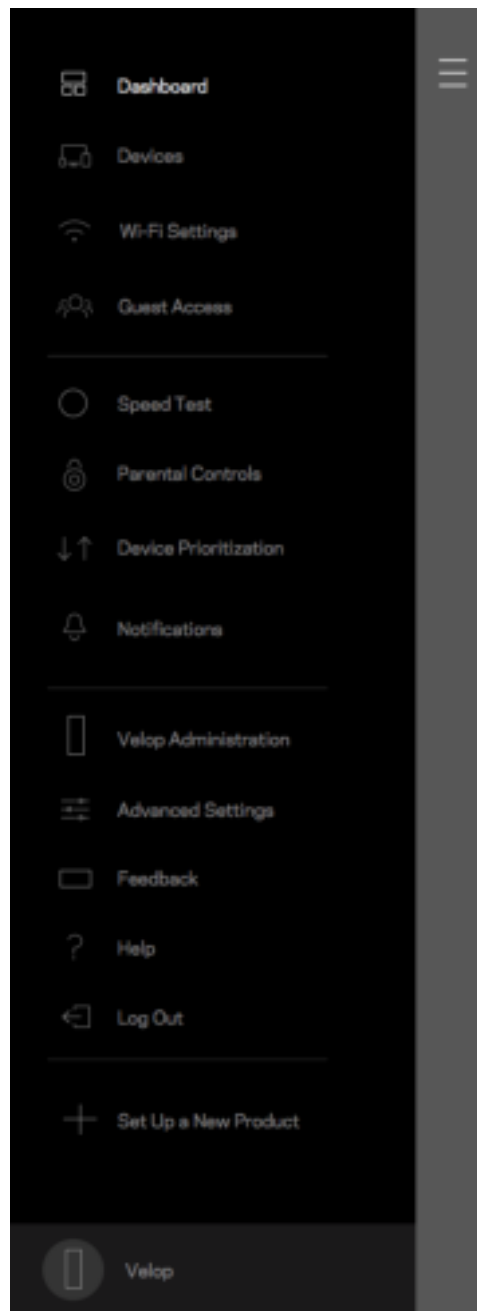 Dashboard
Devices
Wi-Fi Settings
Guest Access
Speed Test
Parental Controls
Device Prioritization
Notifications
Velop Administration
Advanced Settings
Feedback
Help
Log Out
Set Up a New Product
Velop